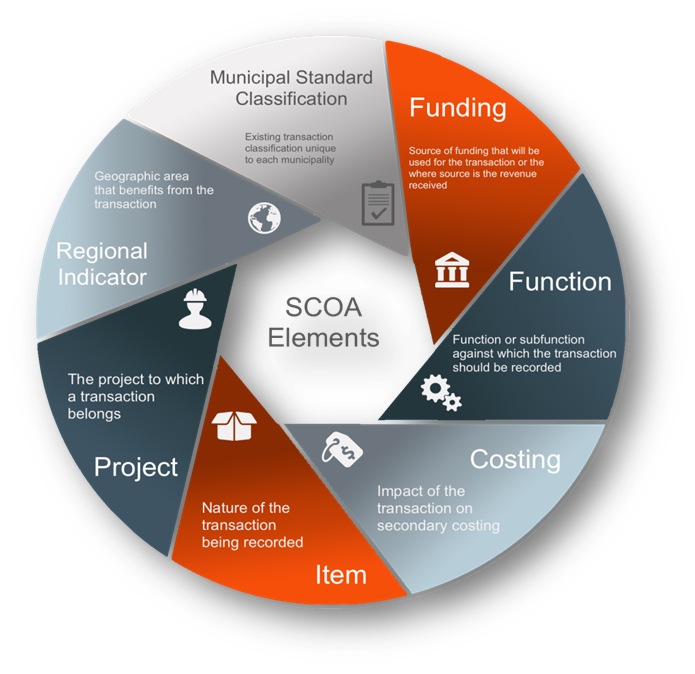 Municipal Standard
Classification
Existing transaction
classification unique
to each municipality
Funding
Source of funding that will be
used for the transaction or the
where source is the revenue
received
Function
Function or subfunction
against which the transaction
should be recorded
Costing
Impact of the
transaction on
secondary costing
Item
Nature of the
transaction
being recorded
Project
The project to which
a transaction
belongs
Regional
Indicator
Geographic area
that benefits from the
transaction
SCOA
Elements
$